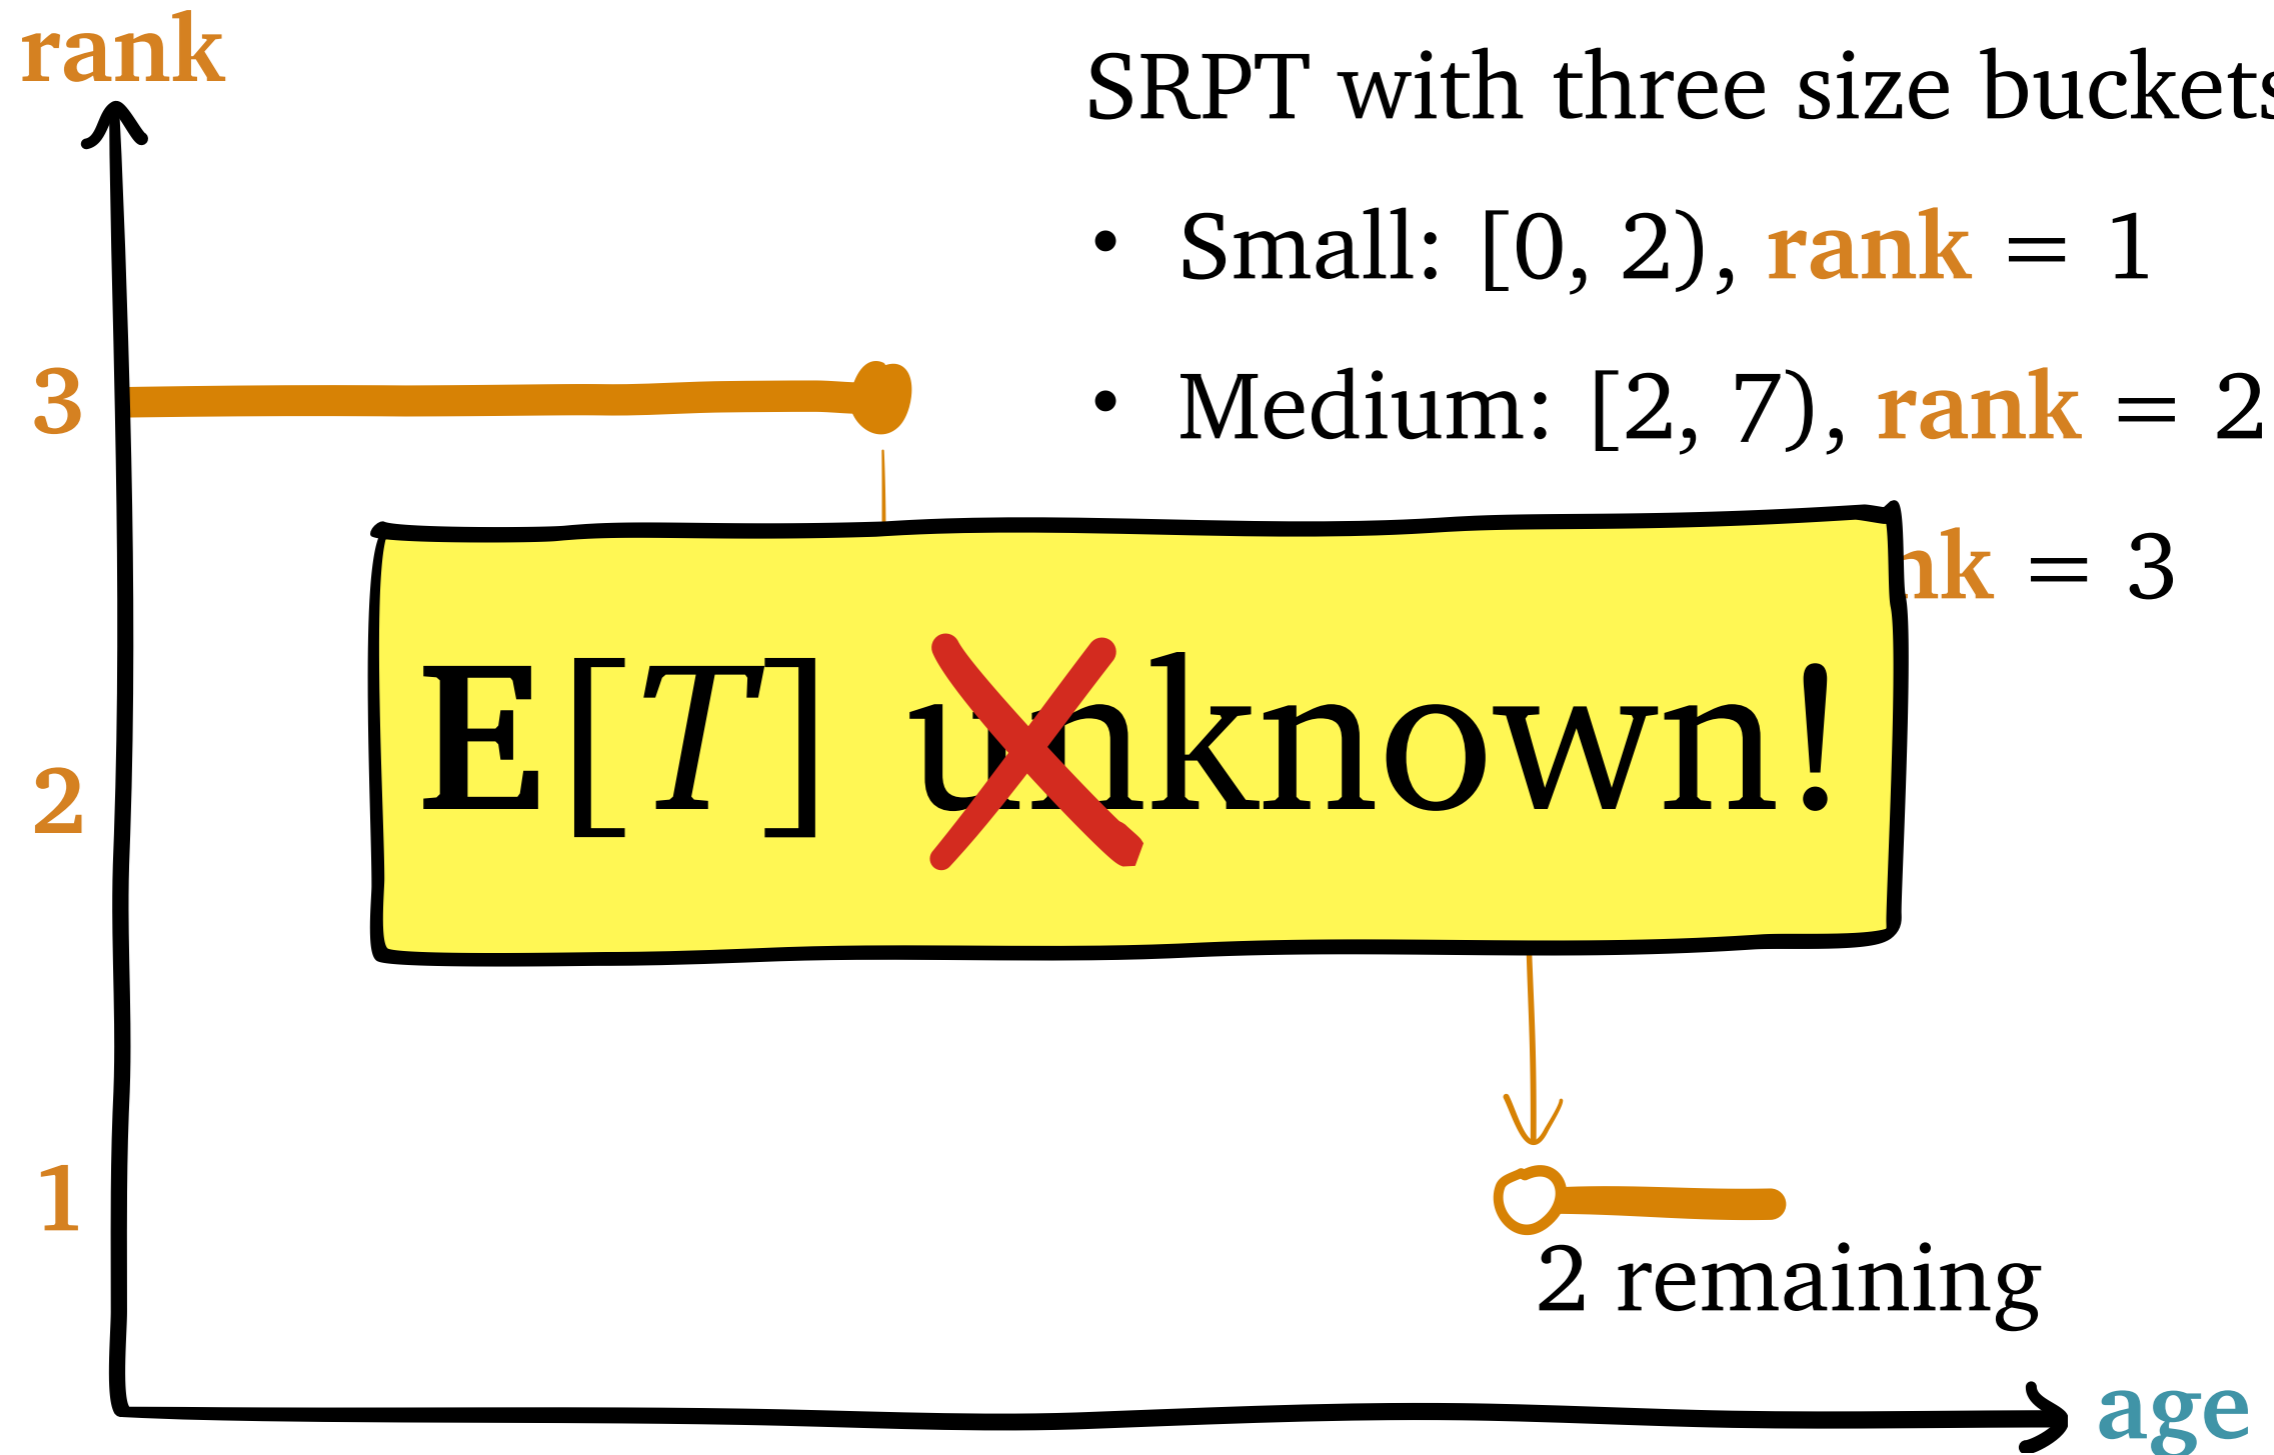 rank
SRPT with three size buckets
• Small: [0, 2), rank = 1
• Medium: [2, 7), rank = 2
= 3
3
E[T] unknown!
2
1
2 remaining
age